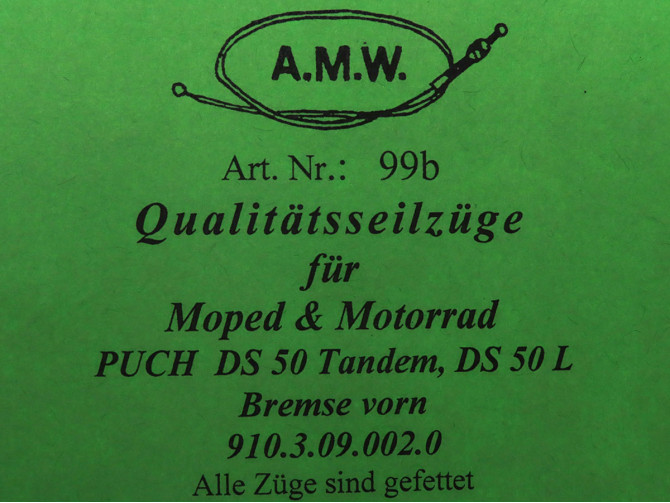 A.M.W.
Art. Nr.: 99b
Qualitätsseilzüge
für
Moped & Motorrad
PUCH DS 50 Tandem, DS 50 L
Bremse vorn
910.3.09.002.0
Alle Züge sind gefettet